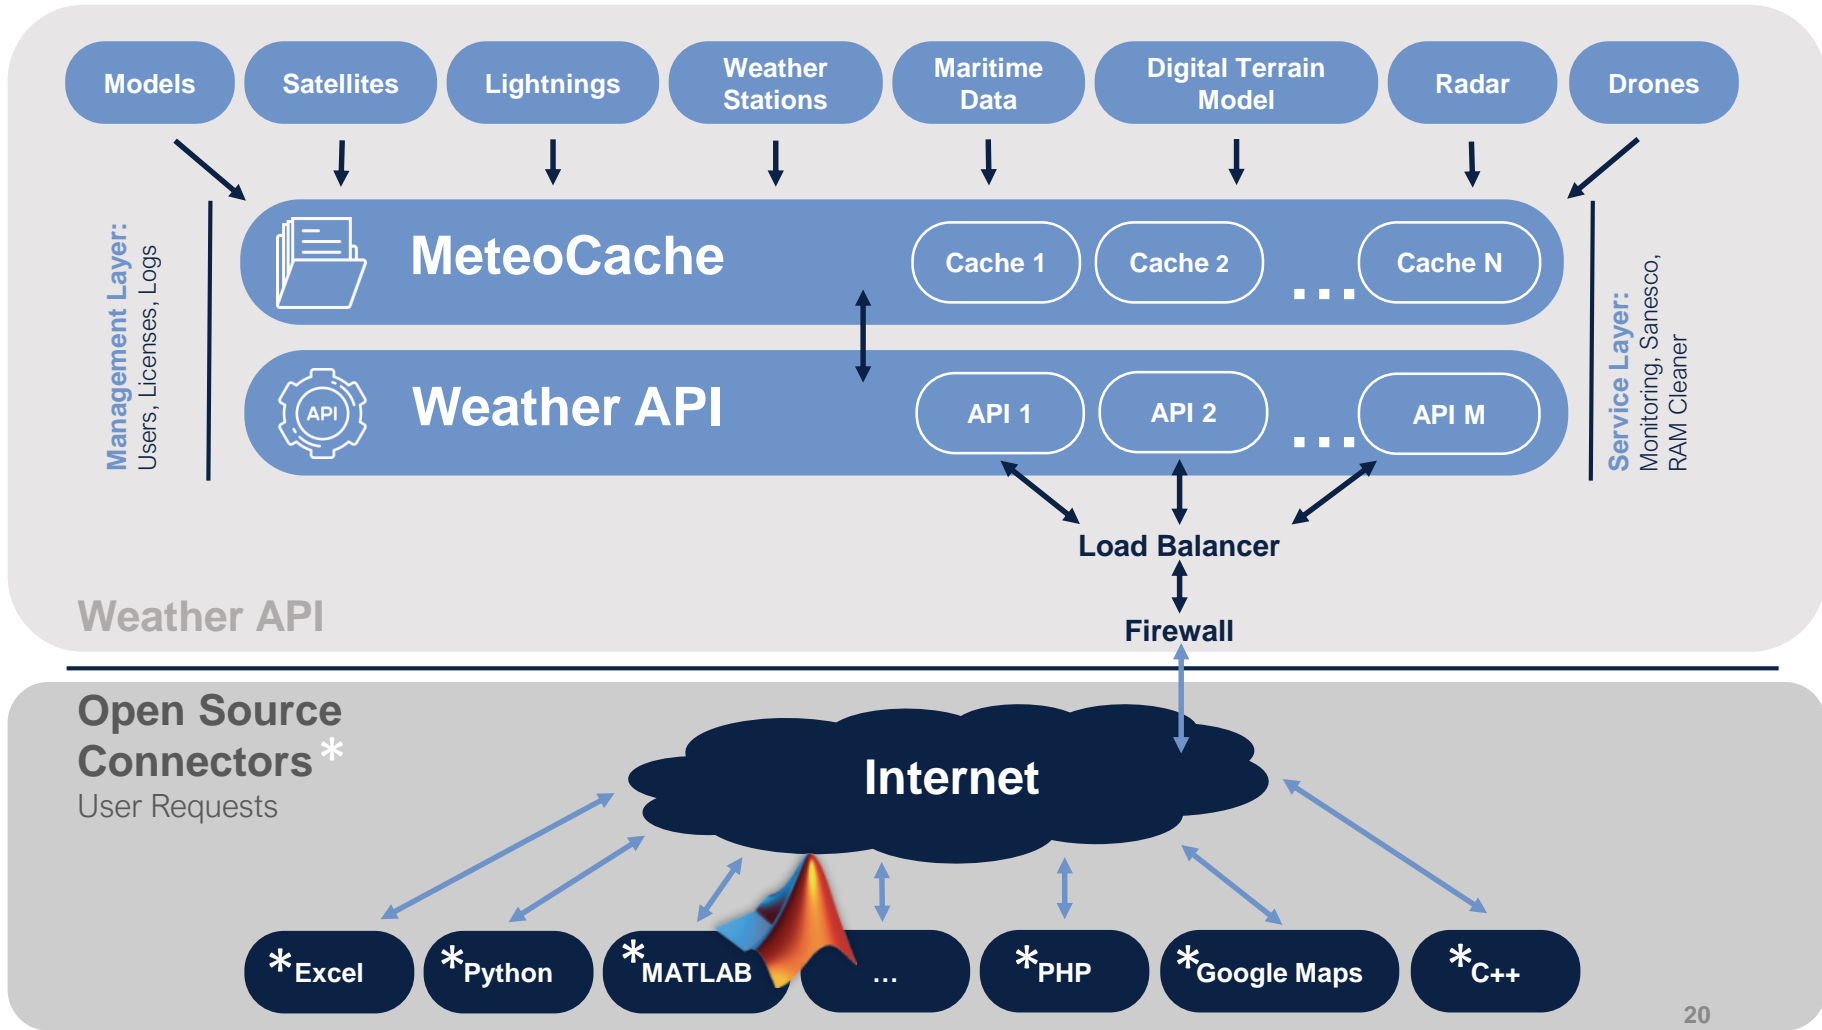 Models
Satellites
Lightnings
Weather
Stations
Maritime
Data
Digital Terrain
Model
Radar
Drones
Management Layer:
Users, Licenses, Logs
MeteoCache
Cache 1
Cache 2
...
Cache N
Service Layer:
Monitoring, Sanesco,
RAM Cleaner
API
Weather API
API 1
API 2
...
API M
Load Balancer
Firewall
Weather API
Open Source
Connectors *
User Requests
Internet
*Excel
*Python
*MATLAB
...
*PHP
*Google Maps
*C++
20